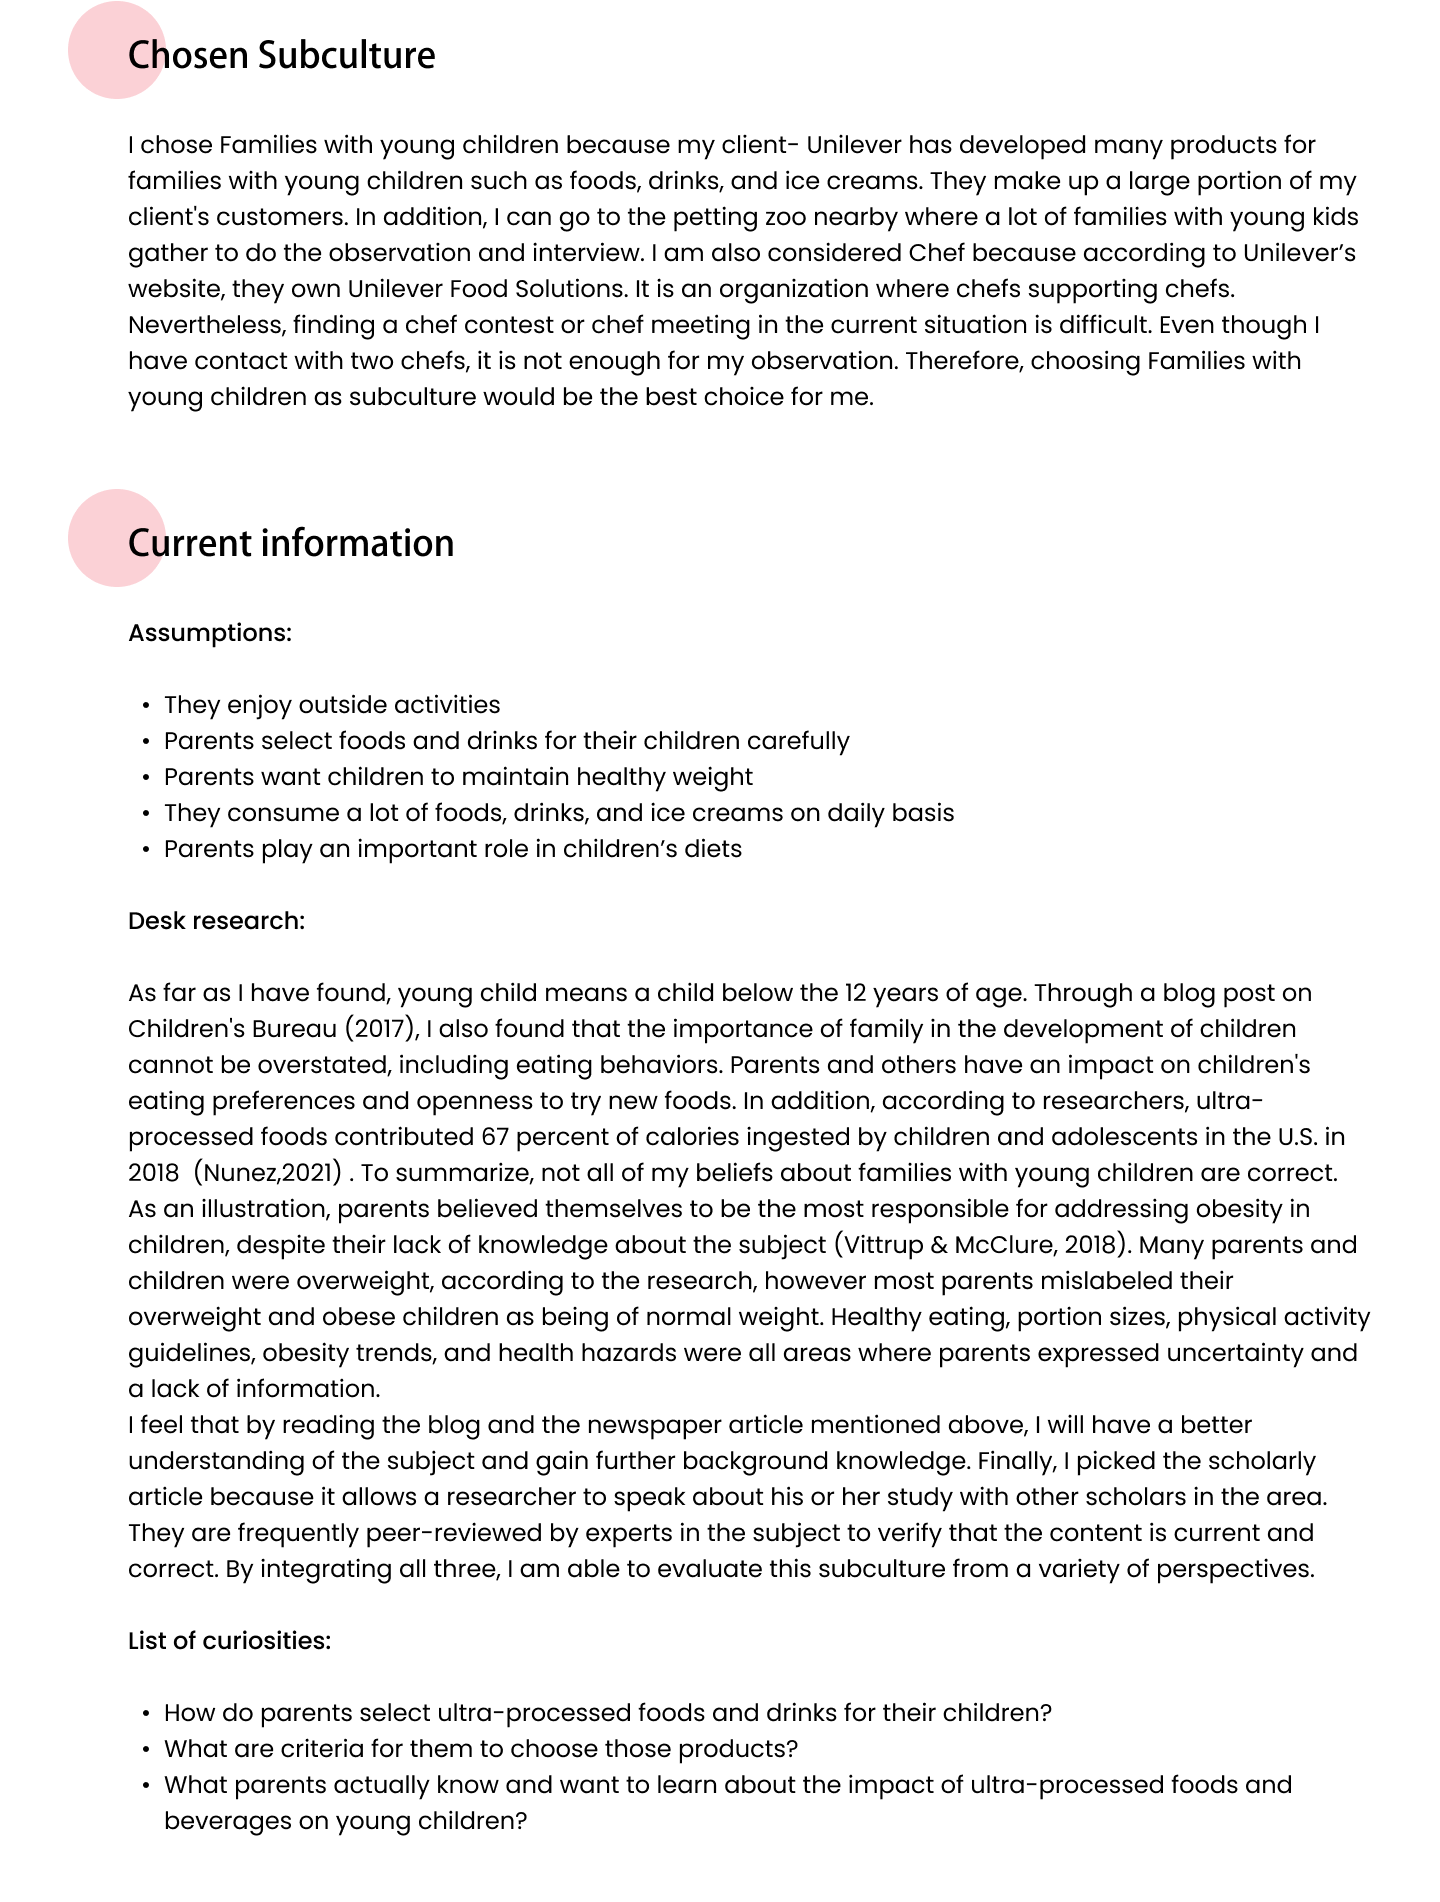 Chosen Subculture
I chose Families with young children because my client- Unilever has developed many products for
families with young children such as foods, drinks, and ice creams. They make up a large portion of my
client's customers. In addition, I can go to the petting zoo nearby where a lot of families with young kids
gather to do the observation and interview. I am also considered Chef because according to Unilever’s
website, they own Unilever Food Solutions. It is an organization where chefs supporting chefs.
Nevertheless, finding a chef contest or chef meeting in the current situation is difficult. Even though I
have contact with two chefs, it is not enough for my observation. Therefore, choosing Families with
young children as subculture would be the best choice for me.
Current information
Assumptions:
• They enjoy outside activities
• Parents select foods and drinks for their children carefully
• Parents want children to maintain healthy weight
• They consume a lot of foods, drinks, and ice creams on daily basis
• Parents play an important role in children’s diets
Desk research:
As far as I have found, young child means a child below the 12 years of age. Through a blog post on
Children's Bureau (2017), I also found that the importance of family in the development of children
cannot be overstated, including eating behaviors. Parents and others have an impact on children's
eating preferences and openness to try new foods. In addition, according to researchers, ultra-
processed foods contributed 67 percent of calories ingested by children and adolescents in the U.S. in
2018  (Nunez,2021) . To summarize, not all of my beliefs about families with young children are correct.
As an illustration, parents believed themselves to be the most responsible for addressing obesity in
children, despite their lack of knowledge about the subject (Vittrup & McClure, 2018). Many parents and
children were overweight, according to the research, however most parents mislabeled their
overweight and obese children as being of normal weight. Healthy eating, portion sizes, physical activity
guidelines, obesity trends, and health hazards were all areas where parents expressed uncertainty and
a lack of information.
I feel that by reading the blog and the newspaper article mentioned above, I will have a better
understanding of the subject and gain further background knowledge. Finally, I picked the scholarly
article because it allows a researcher to speak about his or her study with other scholars in the area.
They are frequently peer-reviewed by experts in the subject to verify that the content is current and
correct. By integrating all three, I am able to evaluate this subculture from a variety of perspectives.
List of curiosities:
• How do parents select ultra-processed foods and drinks for their children?
• What are criteria for them to choose those products?
• What parents actually know and want to learn about the impact of ultra-processed foods and
beverages on young children?